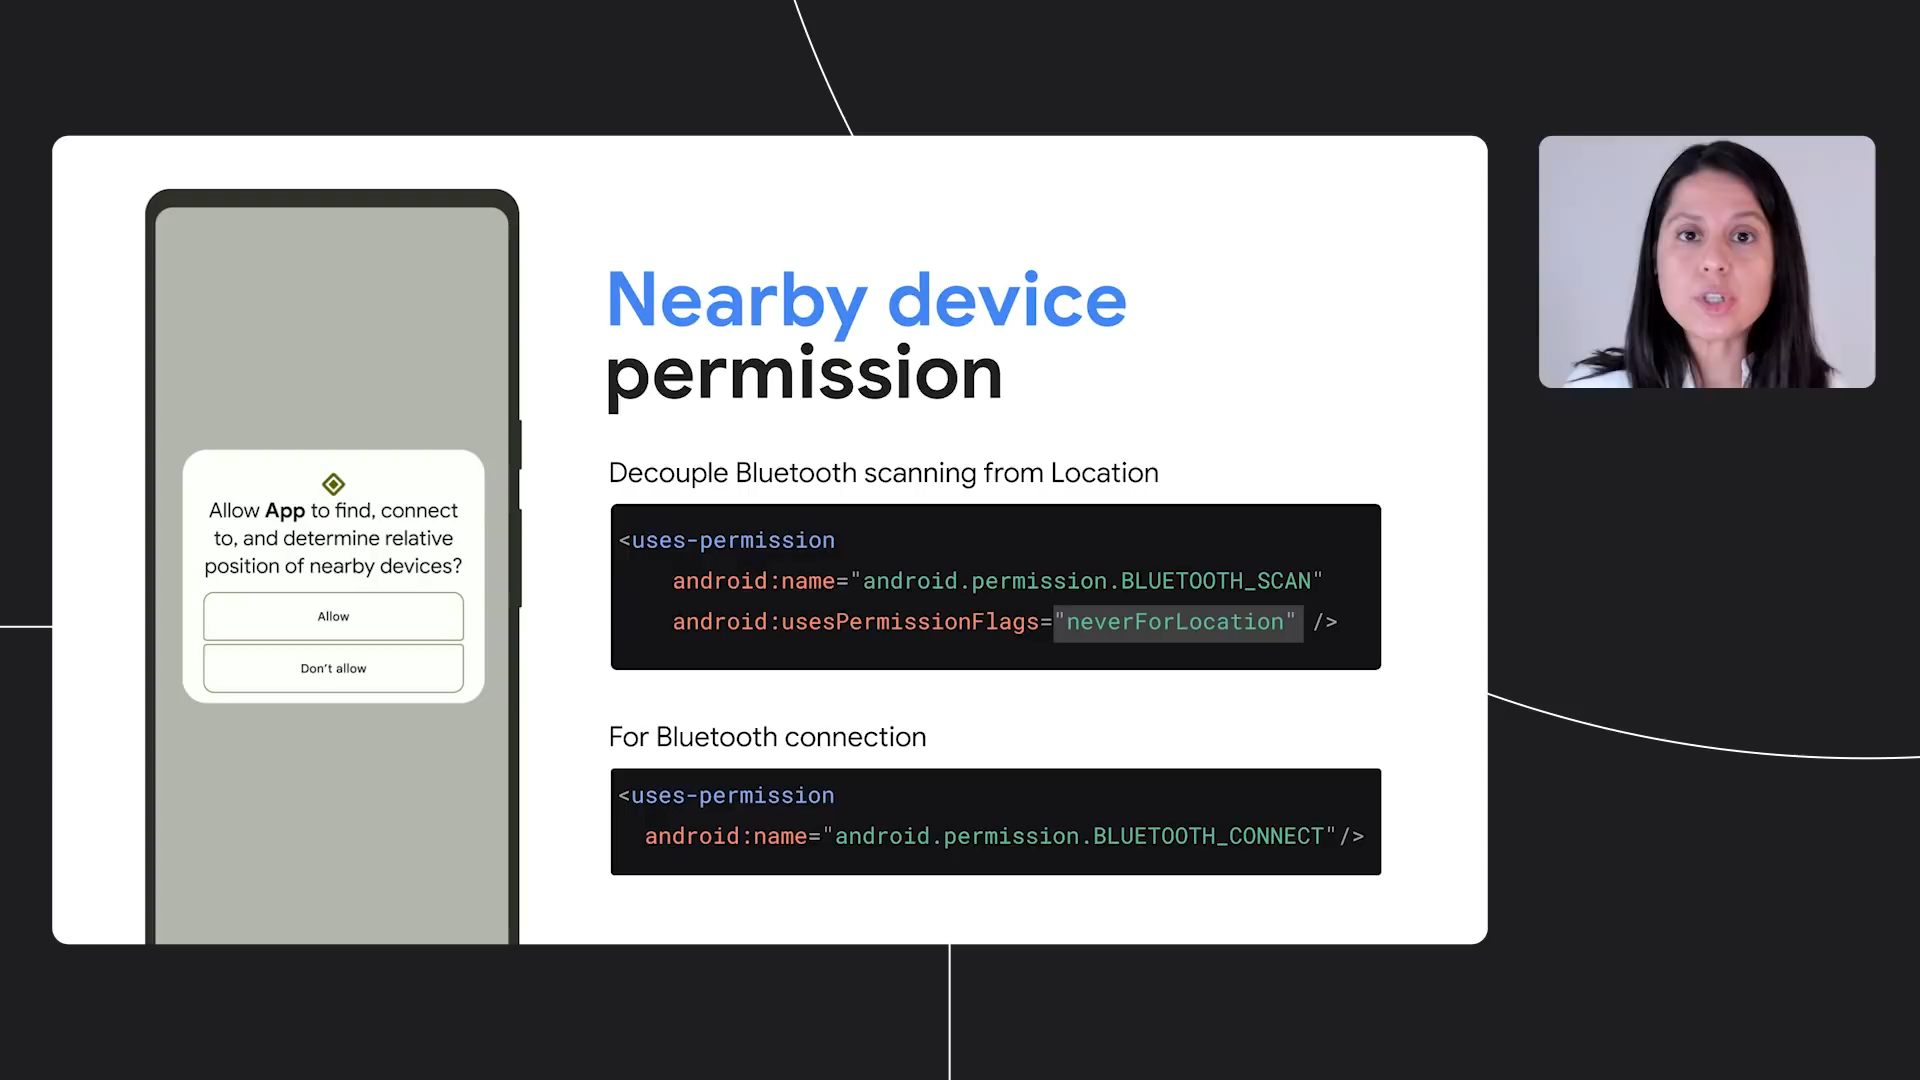 Nearby device
permission
Allow App to find, connect
to, and determine relative
position of nearby devices?
Allow
Don't allow
Decouple Bluetooth scanning from Location
<uses-permission
android:name="android.permission.BLUETOOTH_SCAN"
android:usesPermissionFlags="neverForLocation" />
For Bluetooth connection
<uses-permission
android:name="android.permission.BLUETOOTH_CONNECT"/>